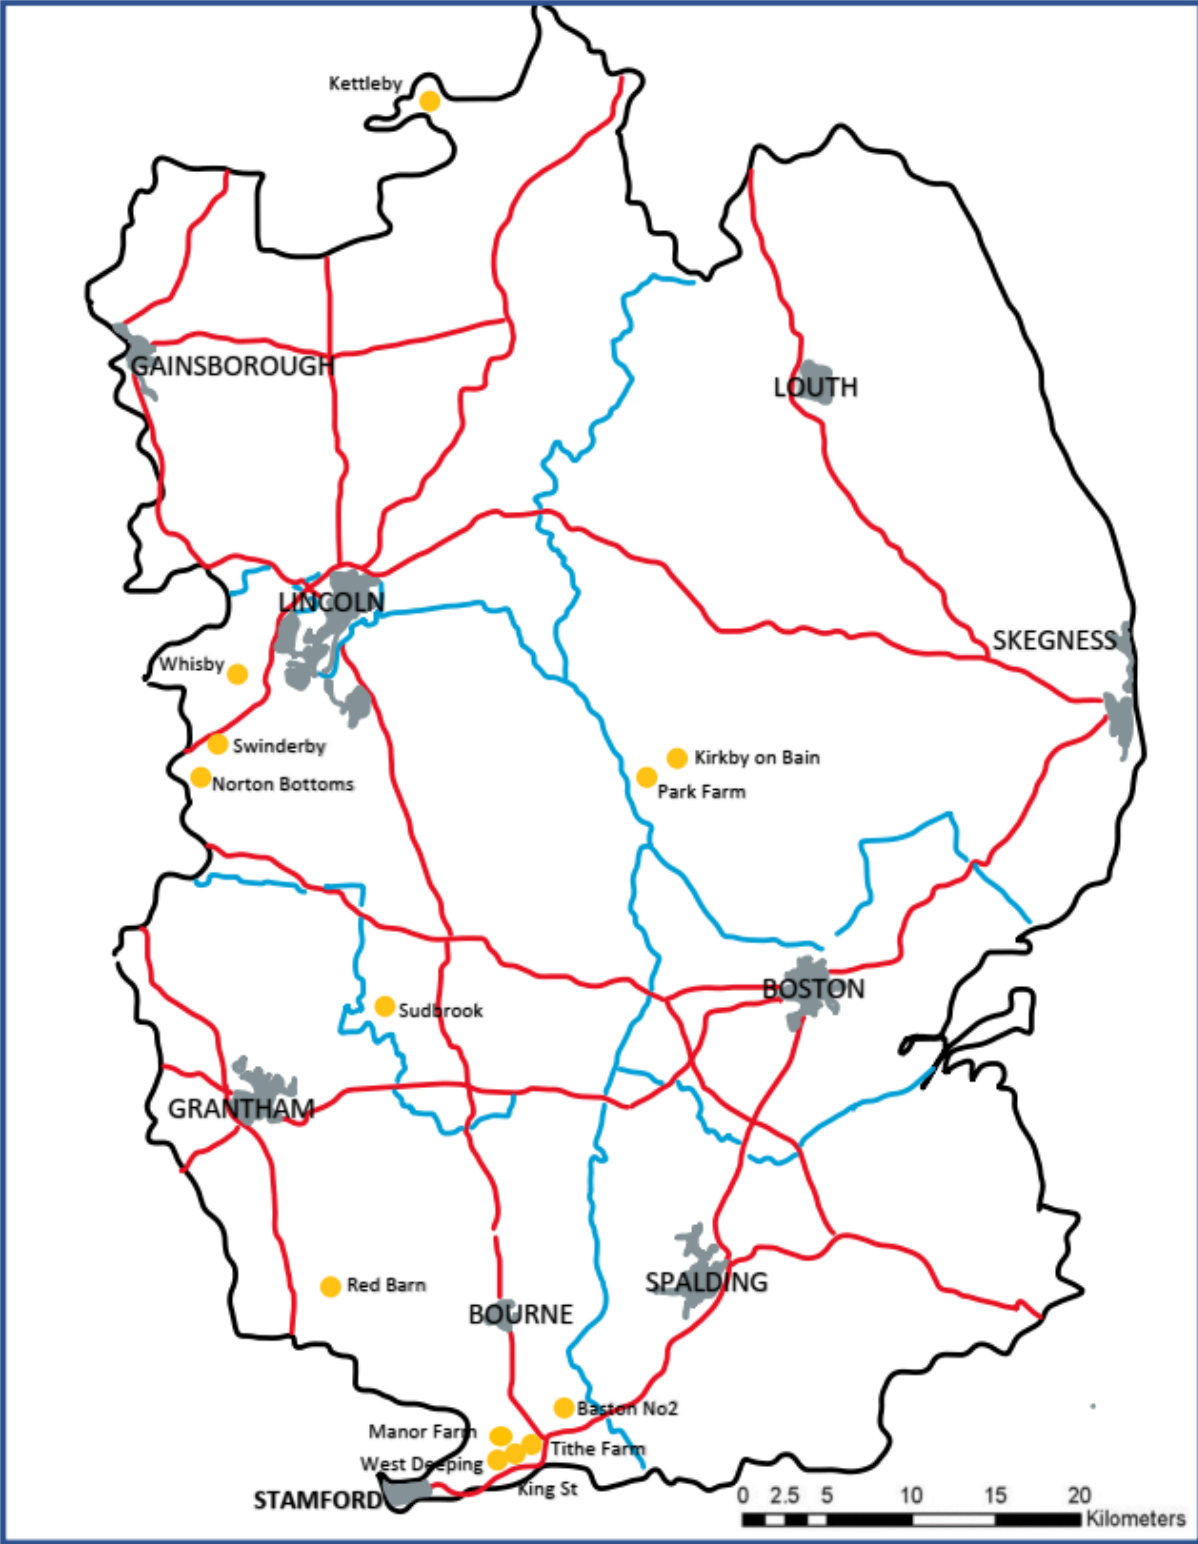 Kettleby
GAINSBOROUGH
LOUTH
LINCOLN
SKEGNESS
Whisby
Swinderby
Kirkby on Bain
Norton Bottoms
Park Farm
BOSTON
Sudbrook
GRANTHAM
SPALDING
Red Barn
BOURNE
Baston No2
Manor Farm
Tithe Farm
West Deeping
King St
STAMFORD
0 2.5 5 10 15 20
Kilometers